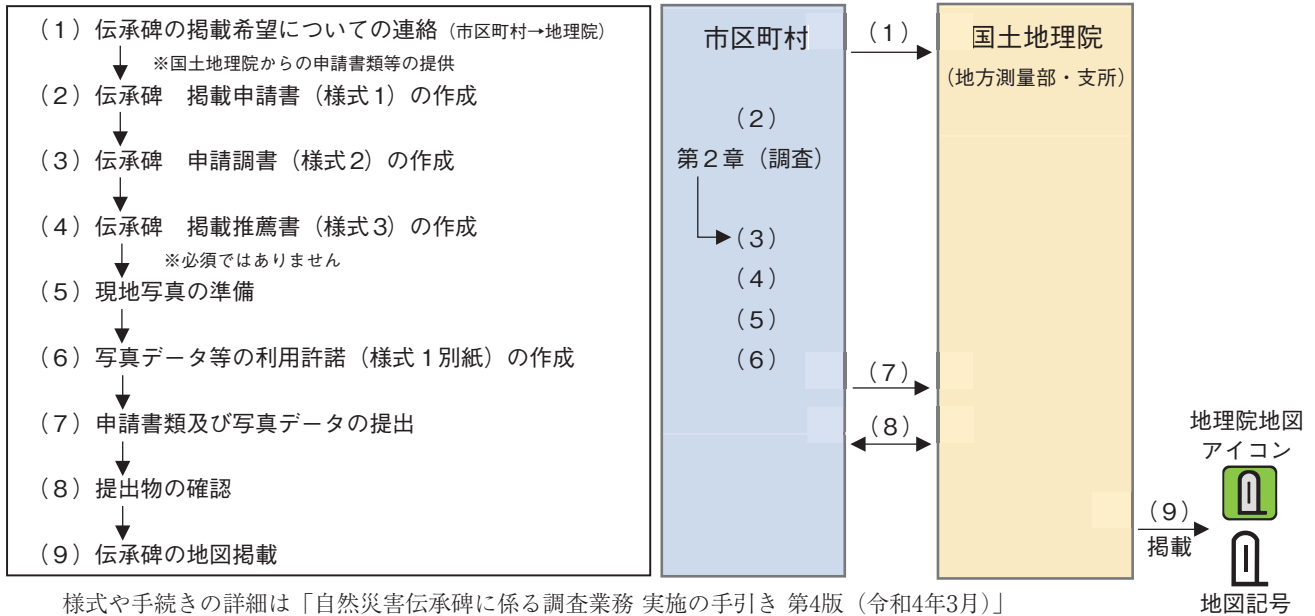 (1)伝承碑の掲載希望についての連絡(市区町村→地理院)
※国土地理院からの申請書類等の提供
(2)伝承碑 掲載申請書(様式1)の作成
(3)伝承碑 申請調書(様式2)の作成
(4)伝承碑 掲載推薦書(様式3)の作成
※必須ではありません
(5)現地写真の準備
(6)写真データ等の利用許諾(様式1別紙)の作成
(7)申請書類及び写真データの提出
(8)提出物の確認
(9)伝承碑の地図掲載
市区町村
(2)
第2章(調査)
(3)
(4)
(5)
(6)
(1)
(7)
(8)
国土地理院
(地方測量部・支所)
(9)
掲載
地理院地図
アイコン
地図記号
様式や手続きの詳細は「自然災害伝承碑に係る調査業務 実施の手引き 第4版(令和4年3月)」